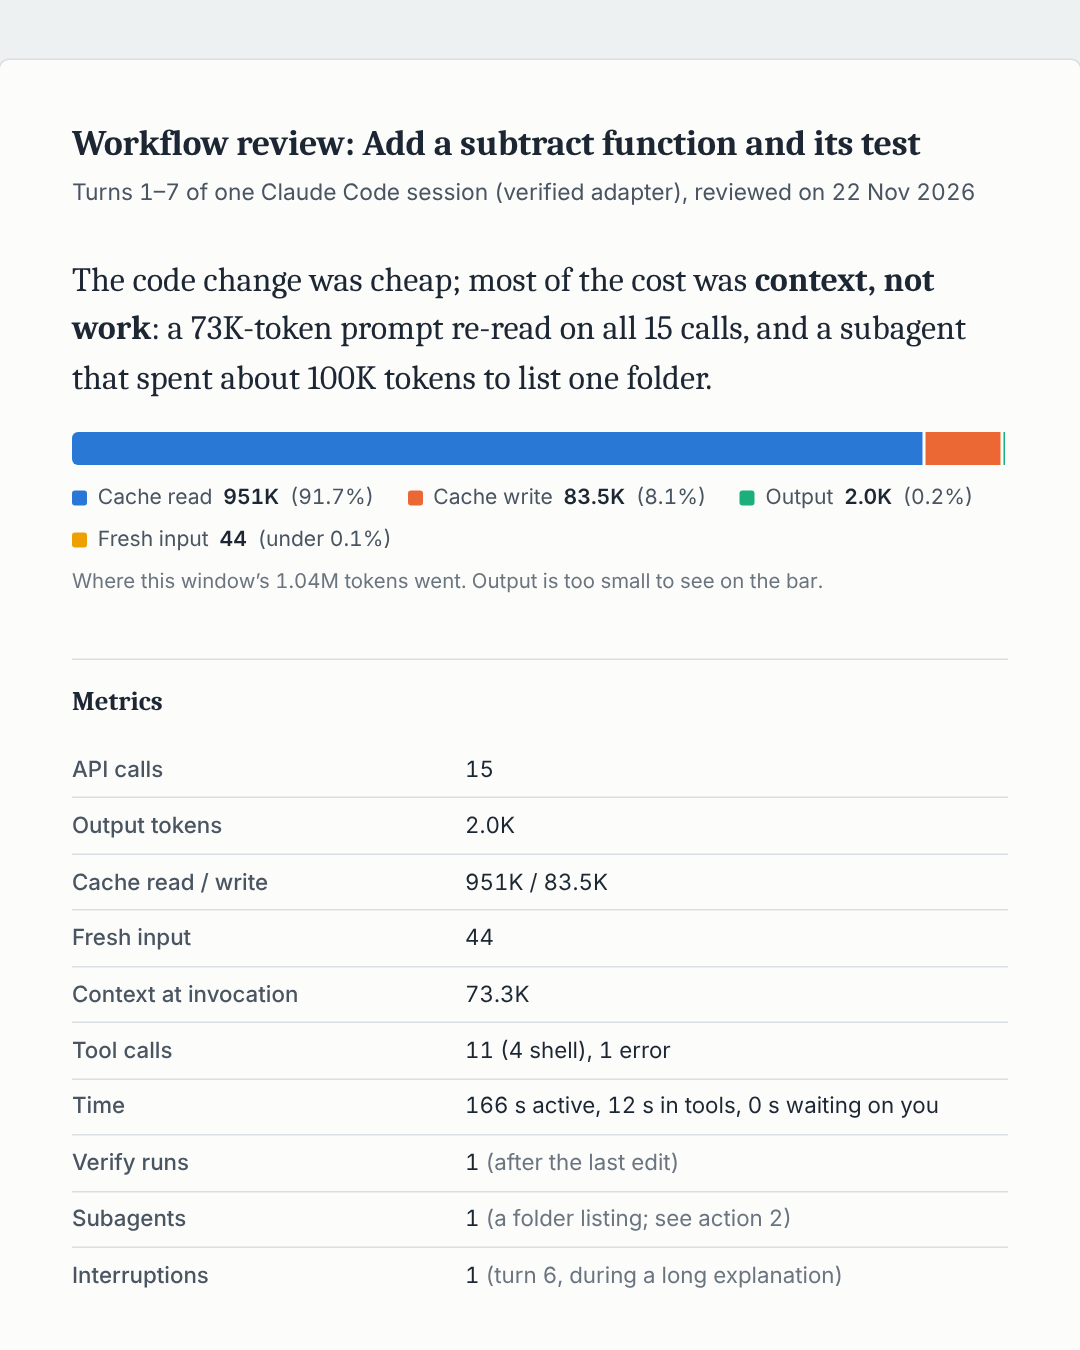 Workflow review: Add a subtract function and its test
Turns 1–7 of one Claude Code session (verified adapter), reviewed on 22 Nov 2026
The code change was cheap; most of the cost was context, not
work: a 73K-token prompt re-read on all 15 calls, and a subagent
that spent about 100K tokens to list one folder.
Cache read 951K (91.7%) Cache write 83.5K (8.1%) Output 2.0K (0.2%)
Fresh input 44 (under 0.1%)
Where this window’s 1.04M tokens went. Output is too small to see on the bar.
Metrics
API calls 15
Output tokens 2.0K
Cache read / write 951K / 83.5K
Fresh input 44
Context at invocation 73.3K
Tool calls 11 (4 shell), 1 error
Time 166 s active, 12 s in tools, 0 s waiting on you
Verify runs 1 (after the last edit)
Subagents 1 (a folder listing; see action 2)
Interruptions 1 (turn 6, during a long explanation)